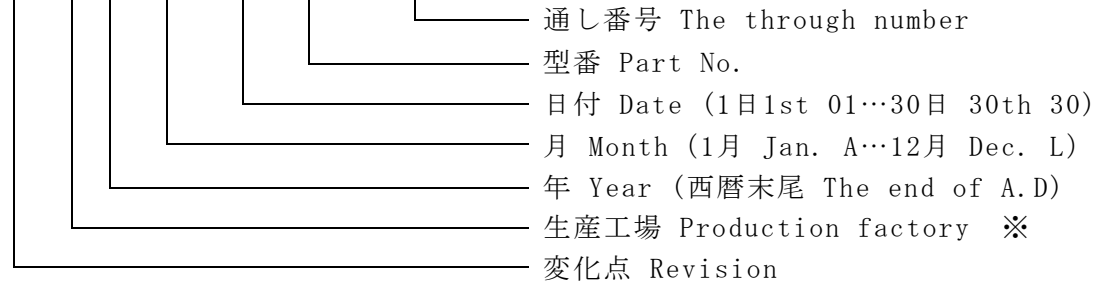 通し番号 The through number
型番 Part No.
日付 Date (1日1st 01…30日 30th 30)
月 Month (1月 Jan. A…12月 Dec. L)
年 Year (西暦末尾 The end of A.D)
生産工場 Production factory ※
変化点 Revision